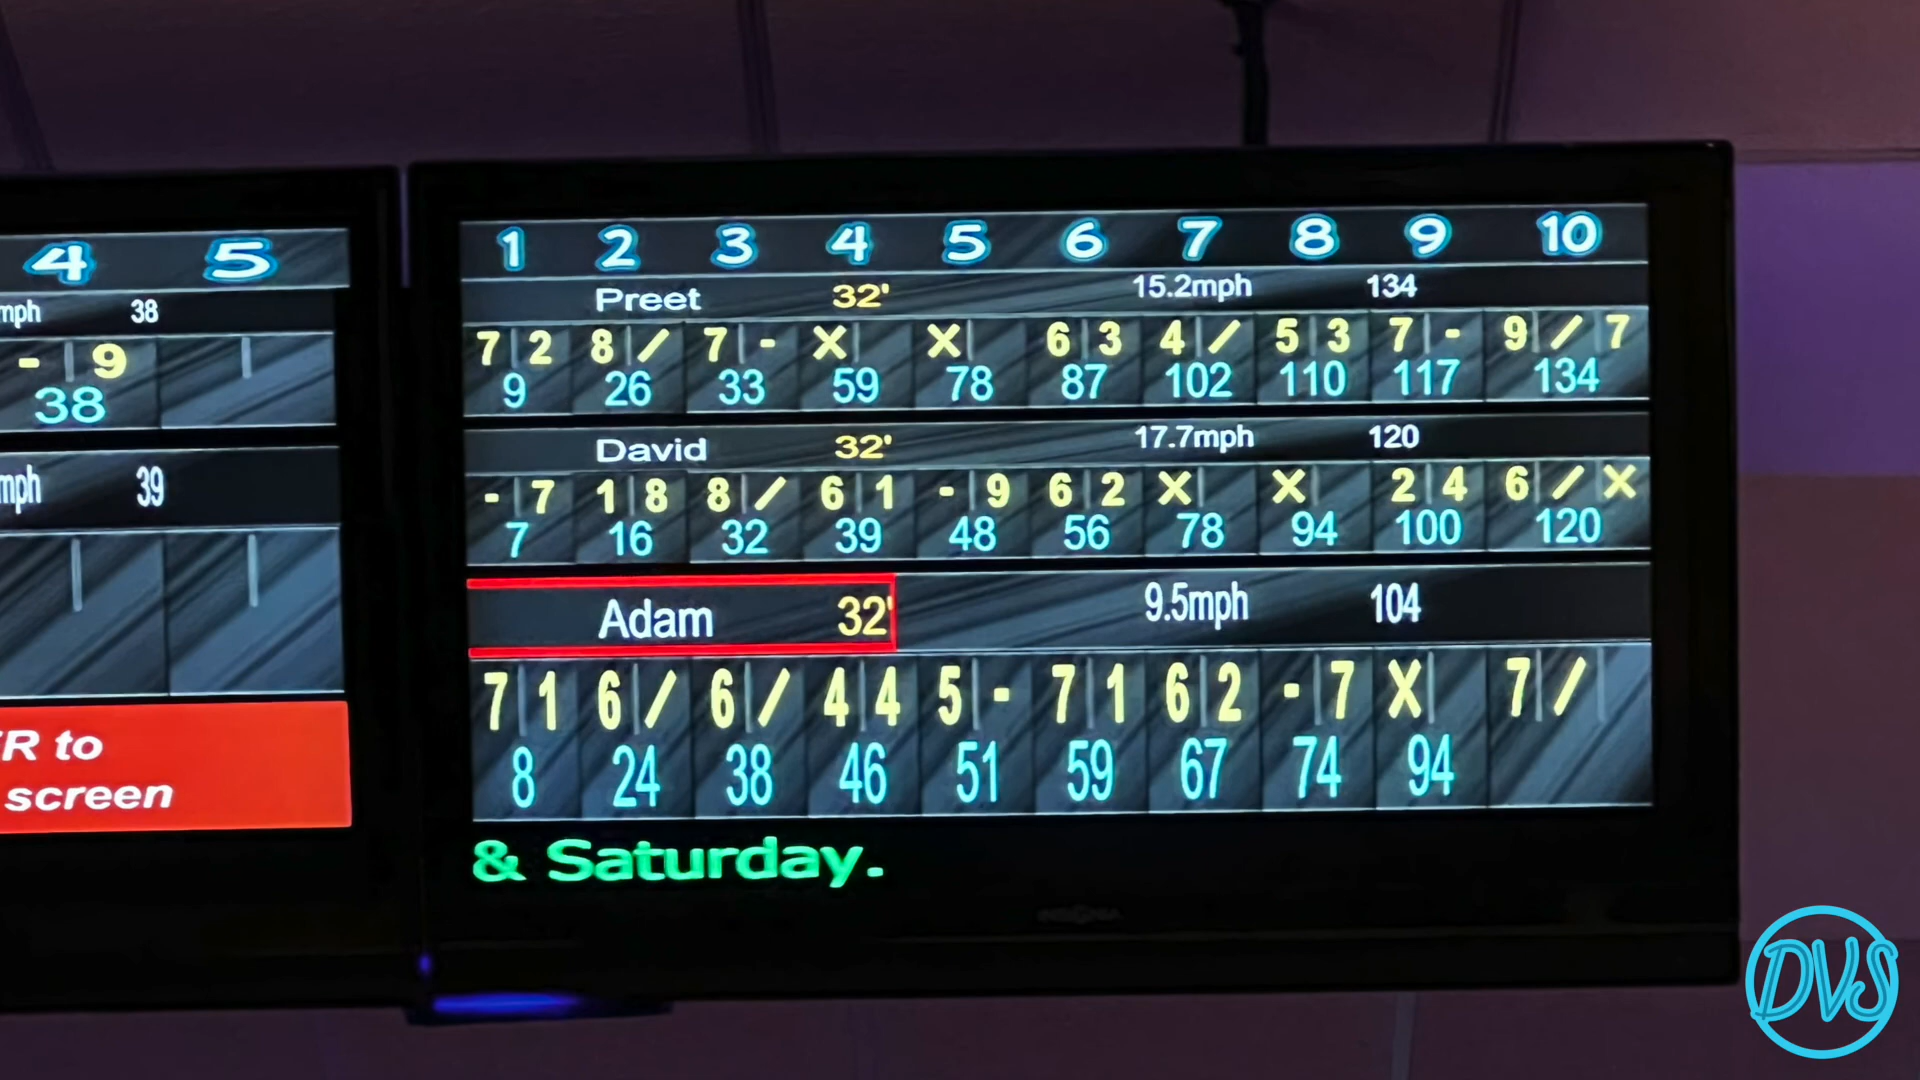 4 5
mph 38
- 9
38
mph 39
R to
screen
1 2 3 4 5 6 7 8 9 10
Preet 32' 15.2mph 134
7 2 8 / 7 - X X 6 3 4 / 5 3 7 - 9 / 7
9 26 33 59 78 87 102 110 117 134
David 32' 17.7mph 120
- 7 1 8 8 / 6 1 - 9 6 2 X X 2 4 6 / X
7 16 32 39 48 56 78 94 100 120
Adam 32' 9.5mph 104
7 1 6 / 6 / 4 4 5 - 7 1 6 2 - 7 X 7 /
8 24 38 46 51 59 67 74 94
& Saturday.
INSIGNIA
DVS